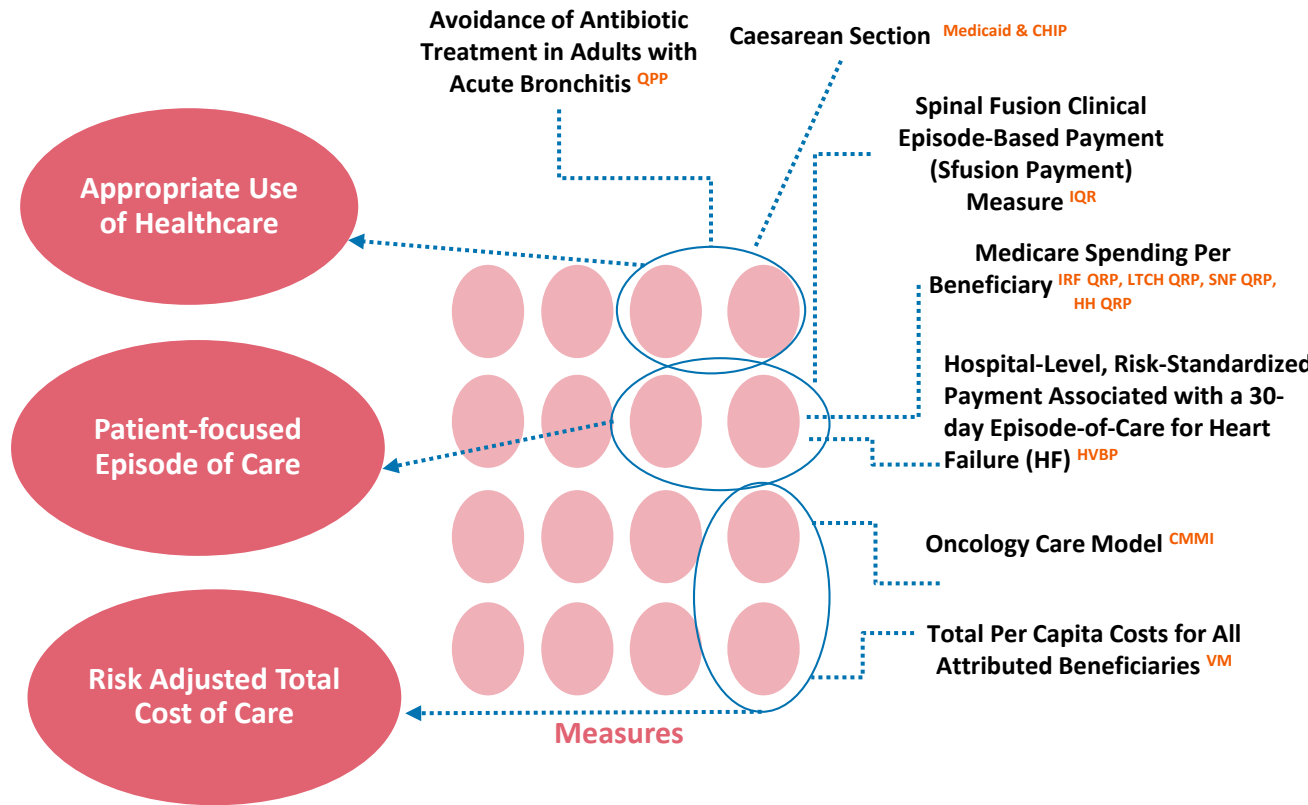 Avoidance of Antibiotic
Treatment in Adults with
Acute Bronchitis QPP
Caesarean Section Medicaid & CHIP
Spinal Fusion Clinical
Episode-Based Payment
(Sfusion Payment)
Measure IQR
Medicare Spending Per
Beneficiary IRF QRP, LTCH QRP, SNF QRP,
HH QRP
Hospital-Level, Risk-Standardized
Payment Associated with a 30-
day Episode-of-Care for Heart
Failure (HF) HVBP
Oncology Care Model CMMI
Total Per Capita Costs for All
Attributed Beneficiaries VM
Appropriate Use
of Healthcare
Patient-focused
Episode of Care
Risk Adjusted Total
Cost of Care
Measures